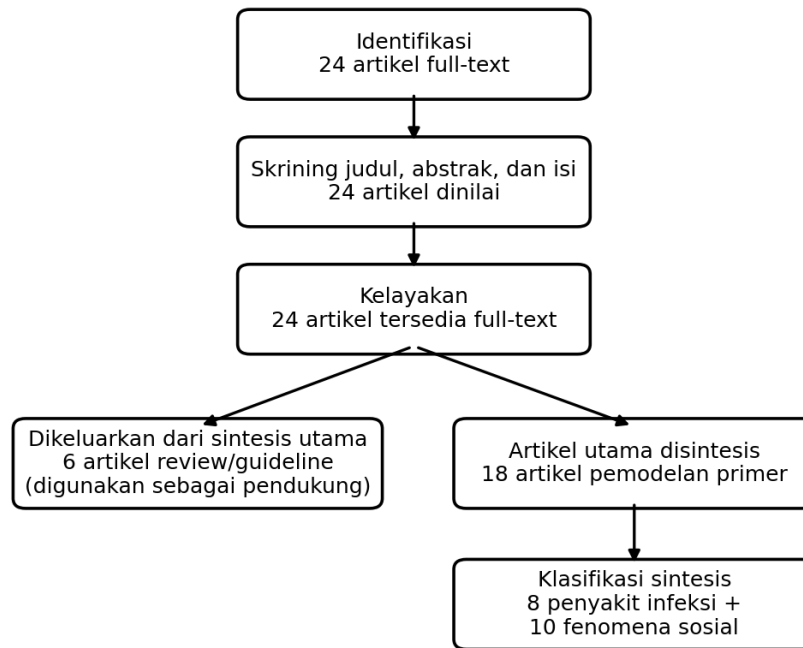 Identifikasi
24 artikel full-text
Skrining judul, abstrak, dan isi
24 artikel dinilai
Kelayakan
24 artikel tersedia full-text
Dikeluarkan dari sintesis utama
6 artikel review/guideline
(digunakan sebagai pendukung)
Artikel utama disintesis
18 artikel pemodelan primer
Klasifikasi sintesis
8 penyakit infeksi +
10 fenomena sosial